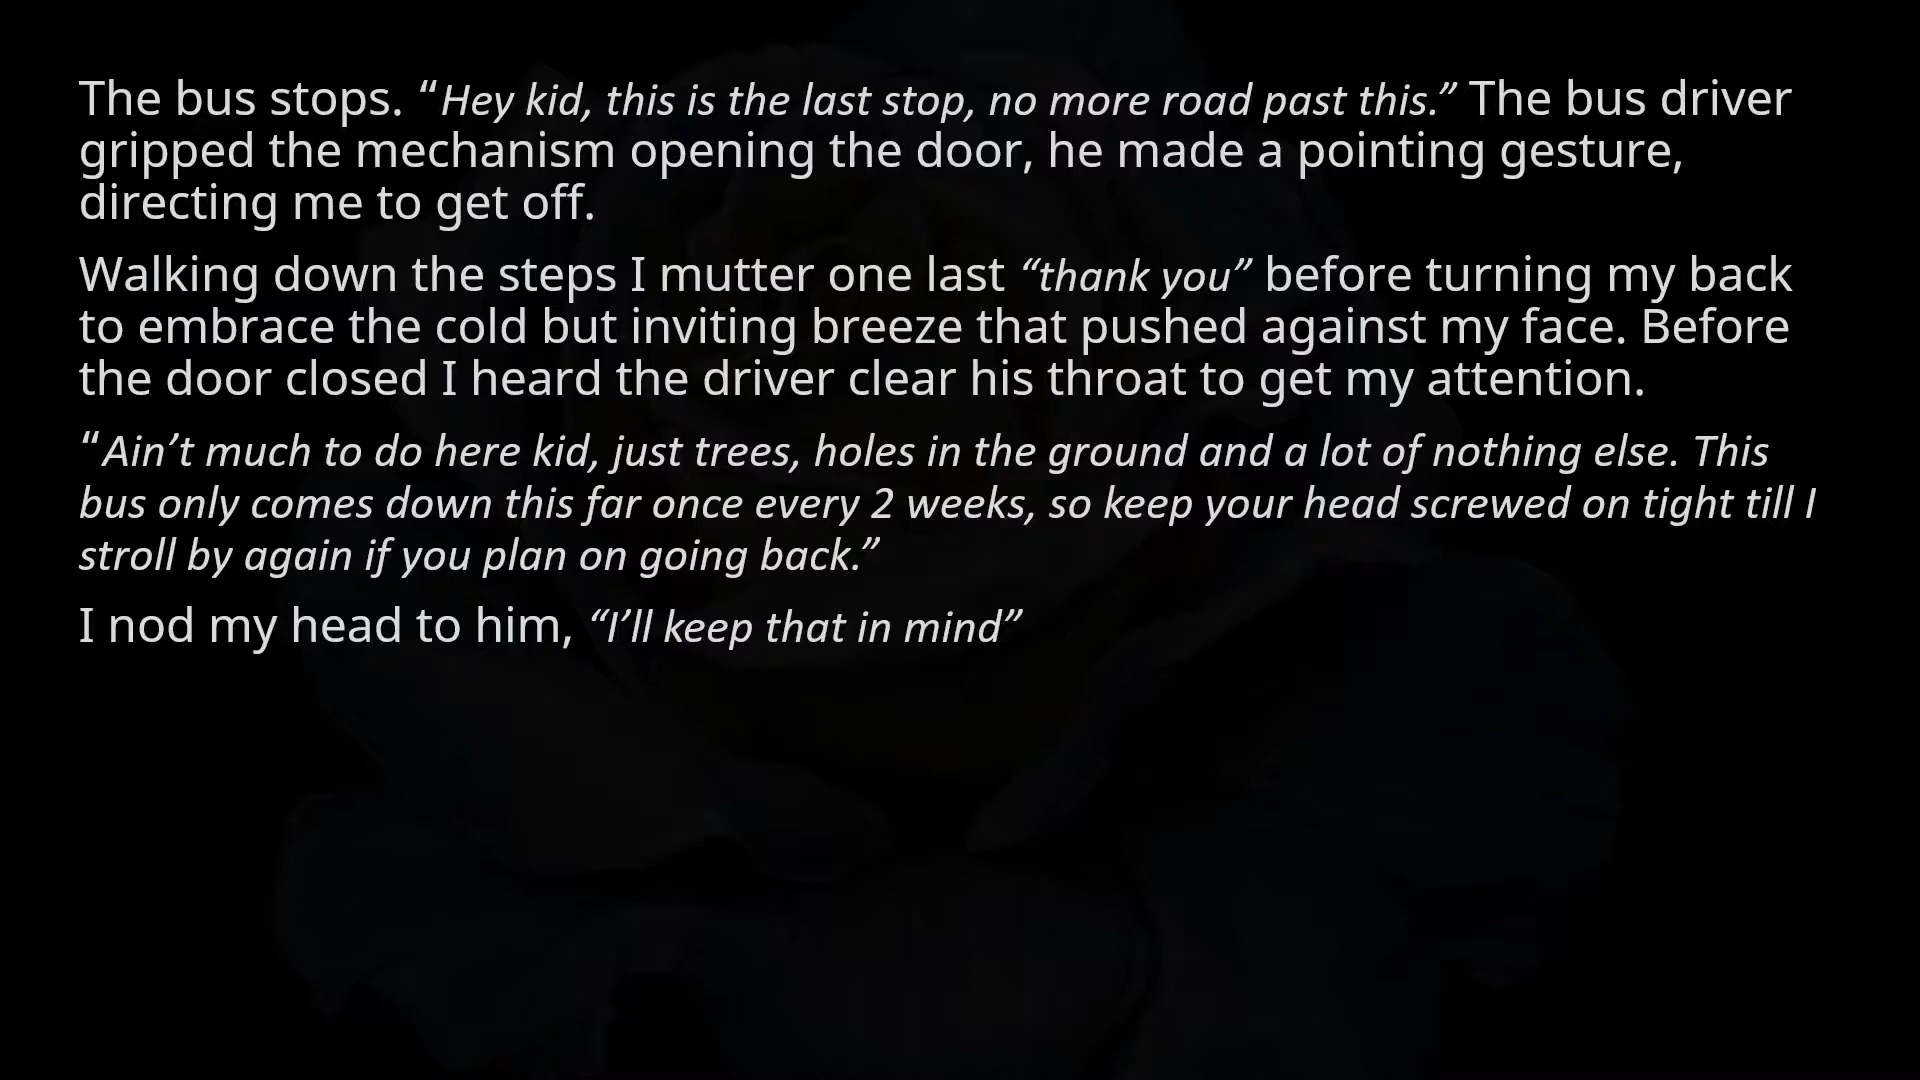 The bus stops. “Hey kid, this is the last stop, no more road past this.” The bus driver
gripped the mechanism opening the door, he made a pointing gesture,
directing me to get off.
Walking down the steps I mutter one last “thank you” before turning my back
to embrace the cold but inviting breeze that pushed against my face. Before
the door closed I heard the driver clear his throat to get my attention.
“Ain’t much to do here kid, just trees, holes in the ground and a lot of nothing else. This
bus only comes down this far once every 2 weeks, so keep your head screwed on tight till I
stroll by again if you plan on going back.”
I nod my head to him, “I’ll keep that in mind”